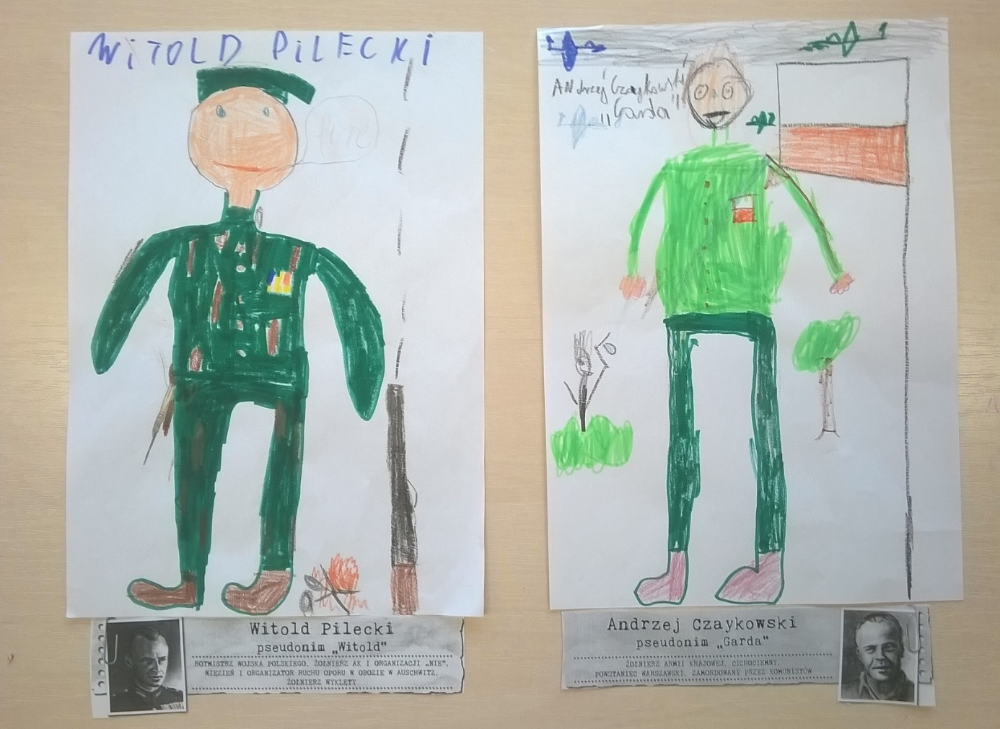 WiTOLD PiLECKi
Witold Pilecki
pseudonim „Witold"
ROTMISTRZ WOJSKA POLSKIEGO, ŻOŁNIERZ AK I ORGANIZACJI „NIE",
WIĘZIEŃ I ORGANIZATOR RUCHU OPORU W OBOZIE W AUSCHWITZ,
ŻOŁNIERZ WYKLĘTY
ANdrzej Czaykowski
"Garda"
Andrzej Czaykowski
pseudonim „Garda"
ŻOŁNIERZ ARMII KRAJOWEJ, CICHOCIEMNY,
POWSTANIEC WARSZAWSKI, ZAMORDOWANY PRZEZ KOMUNISTÓW